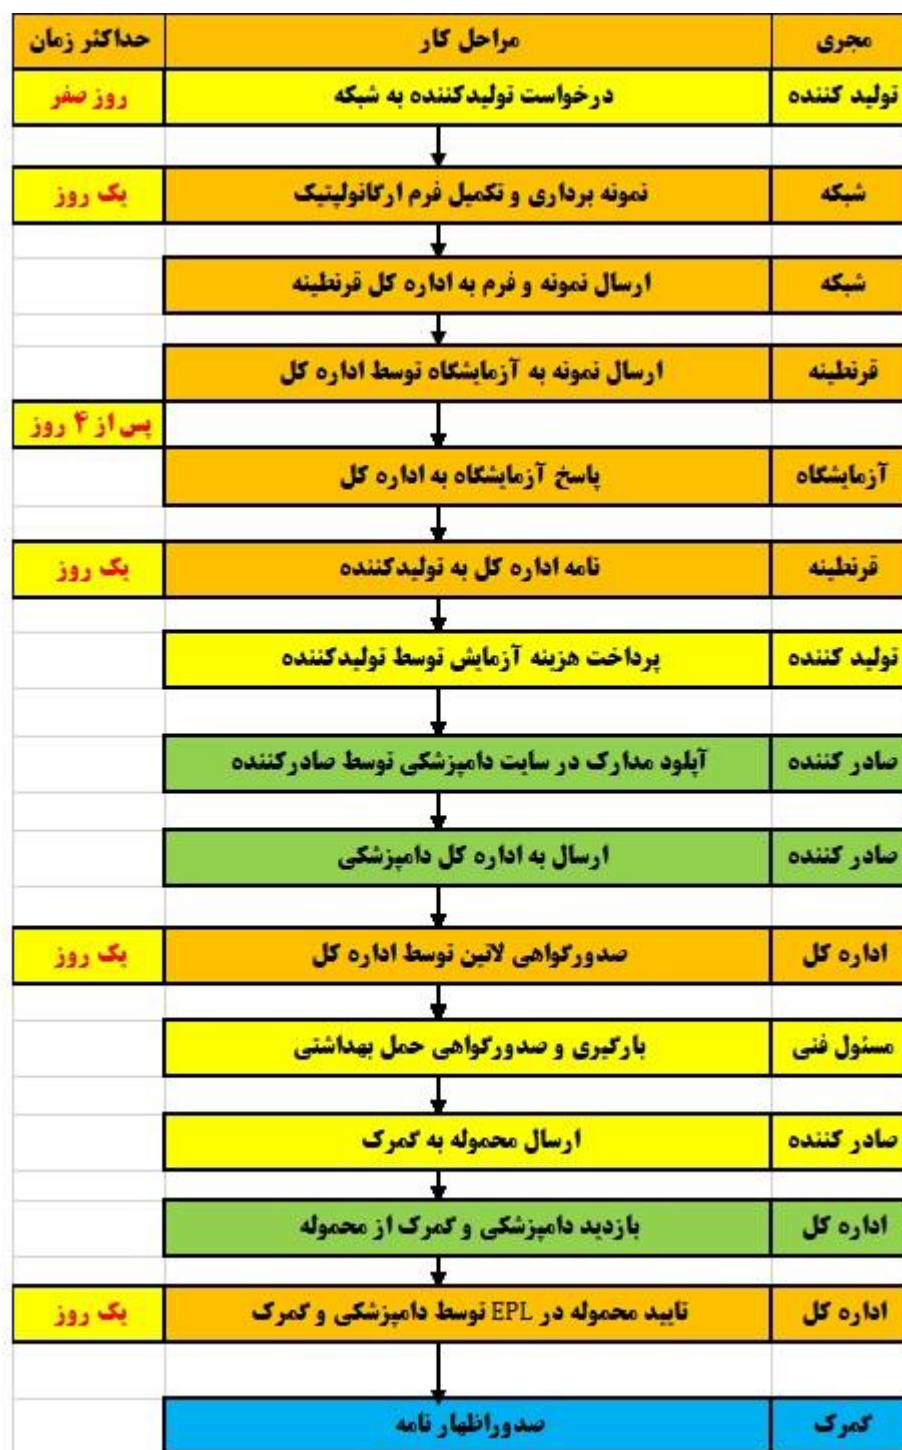 مجری مراحل کار حداکثر زمان
تولید کننده درخواست تولیدکننده به شبکه روز صفر
شبکه نمونه برداری و تکمیل فرم ارگانولپتیک یک روز
شبکه ارسال نمونه و فرم به اداره کل قرنطینه
قرنطینه ارسال نمونه به آزمایشگاه توسط اداره کل
پس از ۴ روز
آزمایشگاه پاسخ آزمایشگاه به اداره کل
قرنطینه نامه اداره کل به تولیدکننده یک روز
تولید کننده پرداخت هزینه آزمایش توسط تولیدکننده
صادر کننده آپلود مدارک در سایت دامپزشکی توسط صادرکننده
صادر کننده ارسال به اداره کل دامپزشکی
اداره کل صدورگواهی لاتین توسط اداره کل یک روز
مسئول فنی بارگیری و صدورگواهی حمل بهداشتی
صادر کننده ارسال محموله به گمرک
اداره کل بازدید دامپزشکی و گمرک از محموله
اداره کل تایید محموله در EPL توسط دامپزشکی و گمرک یک روز
گمرک صدوراظهار نامه